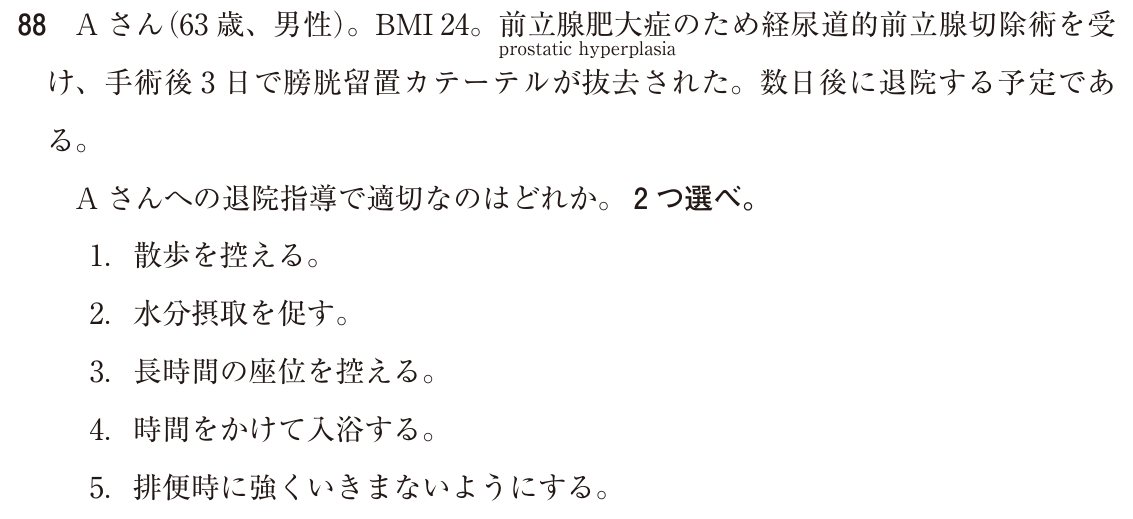 88 Aさん(63歳、男性)。BMI 24。前立腺肥大症のため経尿道的前立腺切除術を受
prostatic hyperplasia
け、手術後3日で膀胱留置カテーテルが抜去された。数日後に退院する予定であ
る。
Aさんへの退院指導で適切なのはどれか。2つ選べ。
1. 散歩を控える。
2. 水分摂取を促す。
3. 長時間の座位を控える。
4. 時間をかけて入浴する。
5. 排便時に強くいきまないようにする。